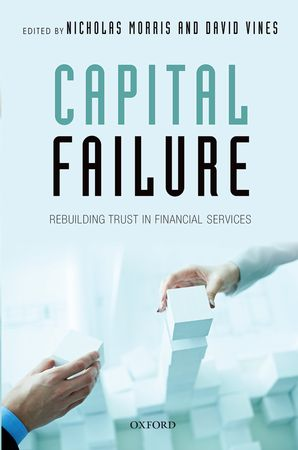 EDITED BY NICHOLAS MORRIS AND DAVID VINES
CAPITAL
FAILURE
REBUILDING TRUST IN FINANCIAL SERVICES
OXFORD